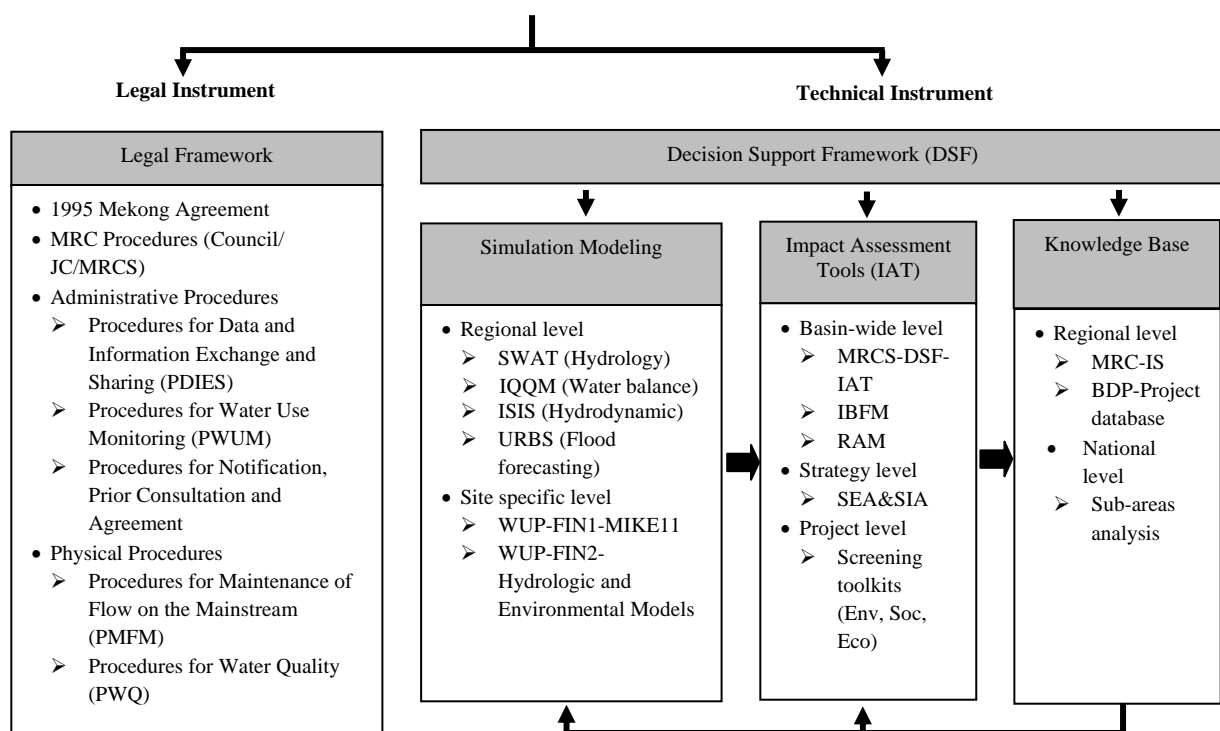 Legal Instrument
Technical Instrument
Legal Framework
• 1995 Mekong Agreement
• MRC Procedures (Council/
JC/MRCS)
• Administrative Procedures
➢ Procedures for Data and
Information Exchange and
Sharing (PDIES)
➢ Procedures for Water Use
Monitoring (PWUM)
➢ Procedures for Notification,
Prior Consultation and
Agreement
• Physical Procedures
➢ Procedures for Maintenance of
Flow on the Mainstream
(PMFM)
➢ Procedures for Water Quality
(PWQ)
Decision Support Framework (DSF)
Simulation Modeling
• Regional level
➢ SWAT (Hydrology)
➢ IQQM (Water balance)
➢ ISIS (Hydrodynamic)
➢ URBS (Flood
forecasting)
• Site specific level
➢ WUP-FIN1-MIKE11
➢ WUP-FIN2-
Hydrologic and
Environmental Models
Impact Assessment
Tools (IAT)
• Basin-wide level
➢ MRCS-DSF-
IAT
➢ IBFM
➢ RAM
• Strategy level
➢ SEA&SIA
• Project level
➢ Screening
toolkits
(Env, Soc,
Eco)
Knowledge Base
• Regional level
➢ MRC-IS
➢ BDP-Project
database
• National
level
➢ Sub-areas
analysis